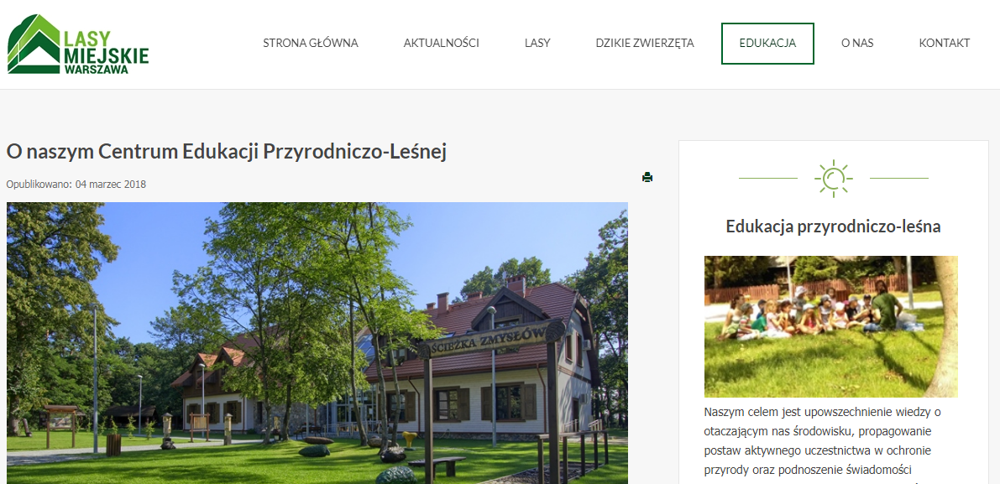 LASY
MIEJSKIE
WARSZAWA
STRONA GŁÓWNA
AKTUALNOŚCI
LASY
DZIKIE ZWIERZĘTA
EDUKACJA
O NAS
KONTAKT
O naszym Centrum Edukacji Przyrodniczo-Leśnej
Opublikowano: 04 marzec 2018
ŚCIEŻKA ZMYSŁÓW
Edukacja przyrodniczo-leśna
Naszym celem jest upowszechnienie wiedzy o
otaczającym nas środowisku, propagowanie
postaw aktywnego uczestnictwa w ochronie
przyrody oraz podnoszenie świadomości